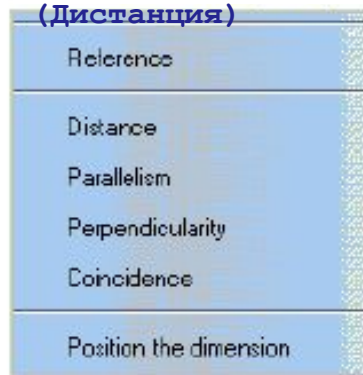 (Дистанция)
Reference
Distance
Parallelism
Perpendicularity
Coincidence
Position the dimension